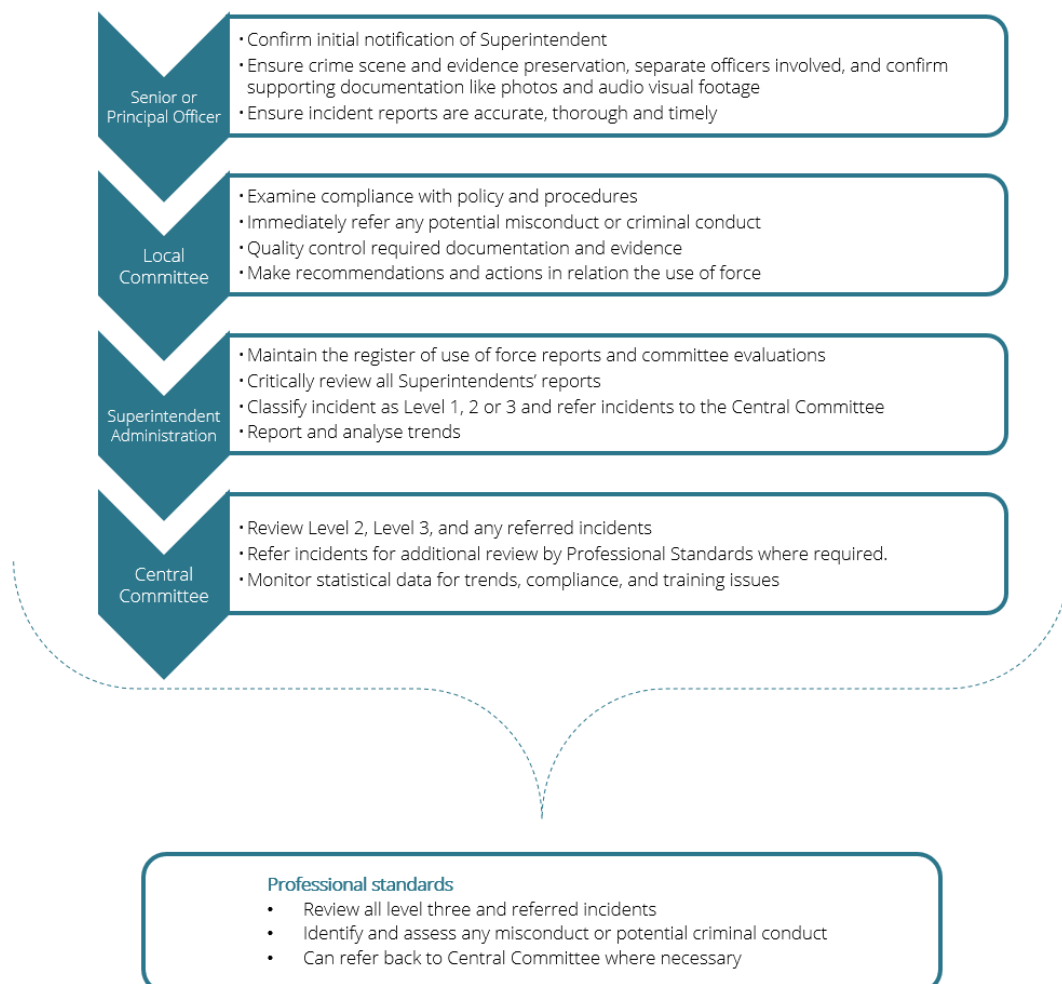 Senior or
Principal Officer
• Confirm initial notification of Superintendent
• Ensure crime scene and evidence preservation, separate officers involved, and confirm
supporting documentation like photos and audio visual footage
• Ensure incident reports are accurate, thorough and timely
Local
Committee
• Examine compliance with policy and procedures
• Immediately refer any potential misconduct or criminal conduct
• Quality control required documentation and evidence
• Make recommendations and actions in relation the use of force
Superintendent
Administration
• Maintain the register of use of force reports and committee evaluations
• Critically review all Superintendents’ reports
• Classify incident as Level 1, 2 or 3 and refer incidents to the Central Committee
• Report and analyse trends
Central
Committee
• Review Level 2, Level 3, and any referred incidents
• Refer incidents for additional review by Professional Standards where required.
• Monitor statistical data for trends, compliance, and training issues
Professional standards
• Review all level three and referred incidents
• Identify and assess any misconduct or potential criminal conduct
• Can refer back to Central Committee where necessary